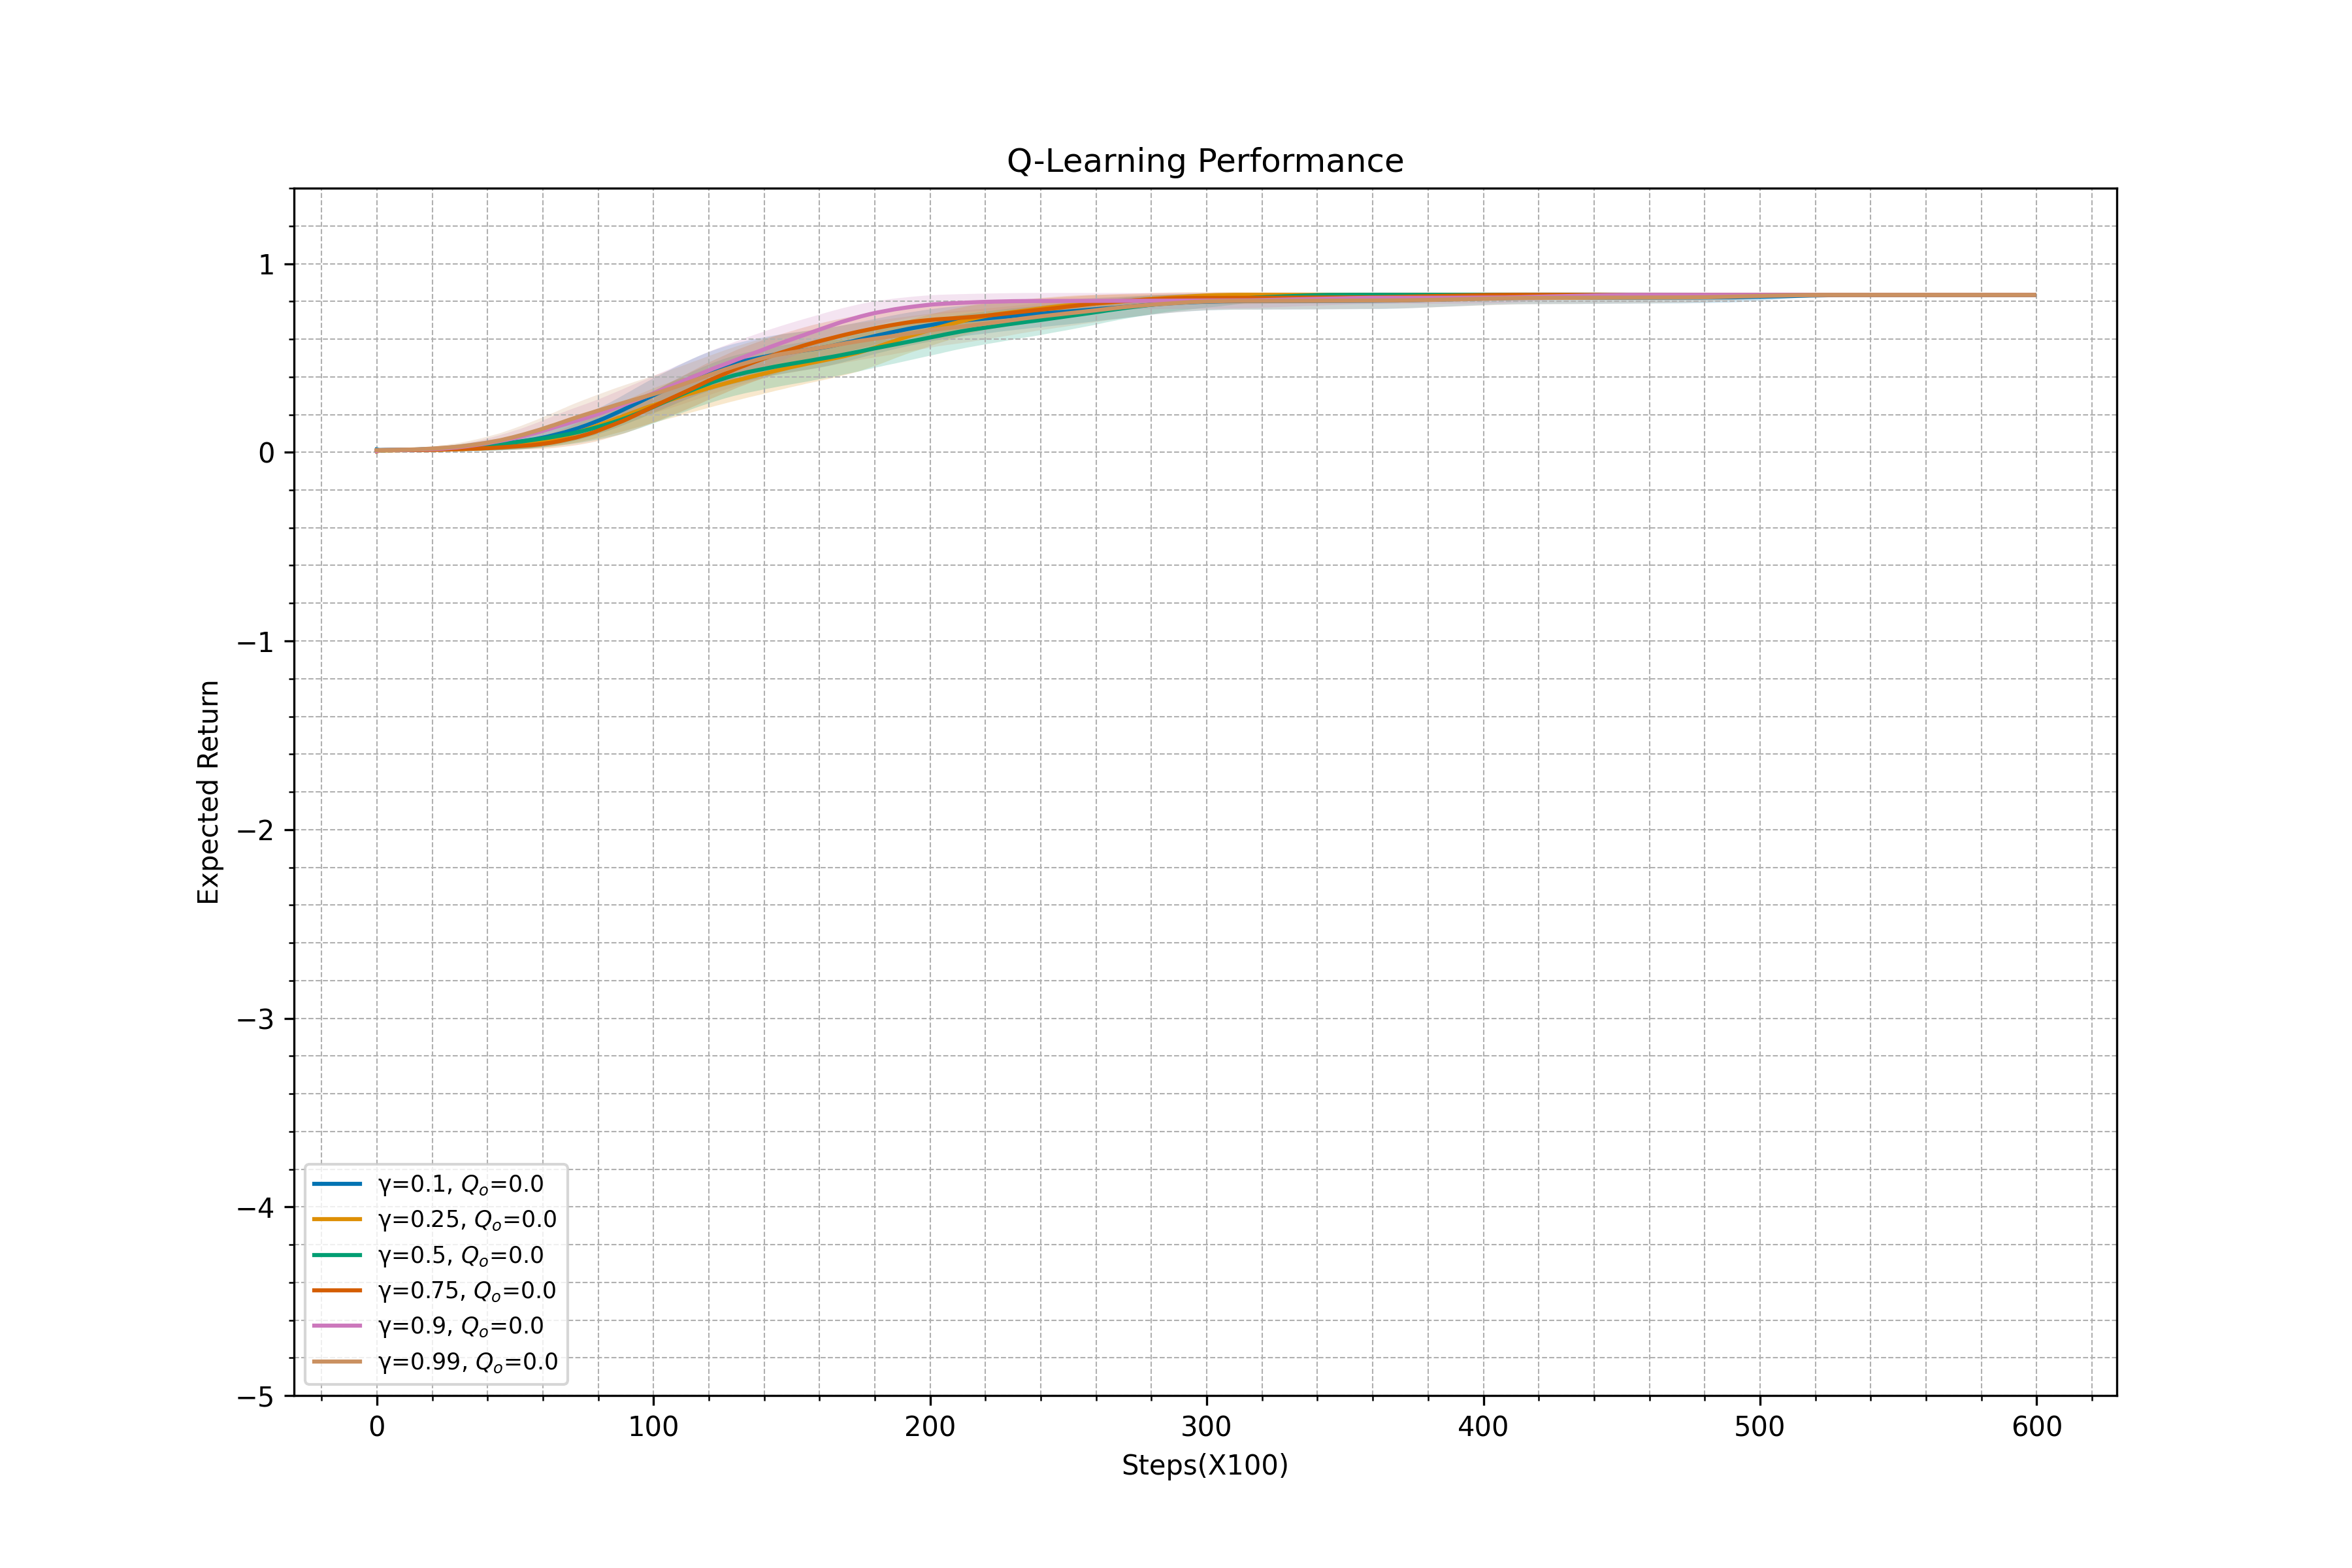 Q-Learning Performance
Expected Return
1
0
−1
−2
−3
−4
−5
γ=0.1, Qo=0.0
γ=0.25, Qo=0.0
γ=0.5, Qo=0.0
γ=0.75, Qo=0.0
γ=0.9, Qo=0.0
γ=0.99, Qo=0.0
0 100 200 300 400 500 600
Steps(X100)